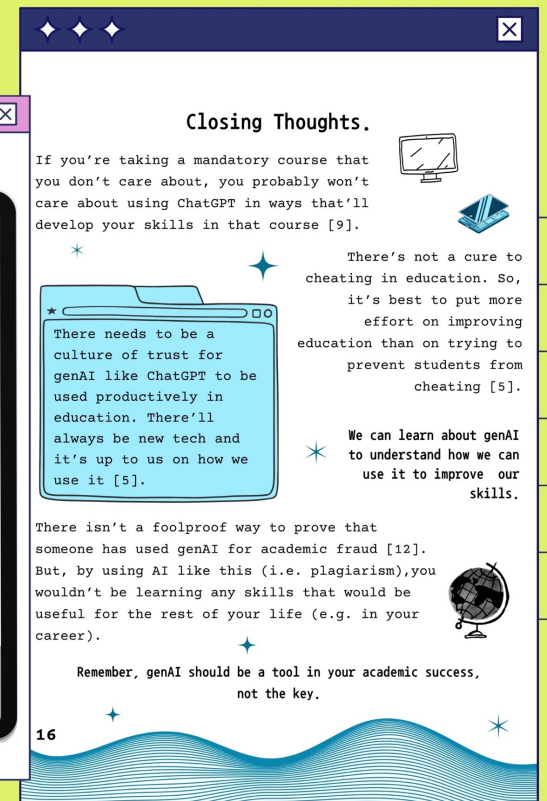 Closing Thoughts.
If you're taking a mandatory course that
you don't care about, you probably won't
care about using ChatGPT in ways that'll
develop your skills in that course [9].
There's not a cure to
cheating in education. So,
it's best to put more
effort on improving
education than on trying to
prevent students from
cheating [5].
There needs to be a
culture of trust for
genAI like ChatGPT to be
used productively in
education. There'll
always be new tech and
it's up to us on how we
use it [5].
We can learn about genAI
to understand how we can
use it to improve our
skills.
There isn't a foolproof way to prove that
someone has used genAI for academic fraud [12].
But, by using AI like this (i.e. plagiarism),you
wouldn't be learning any skills that would be
useful for the rest of your life (e.g. in your
career).
Remember, genAI should be a tool in your academic success,
not the key.
16